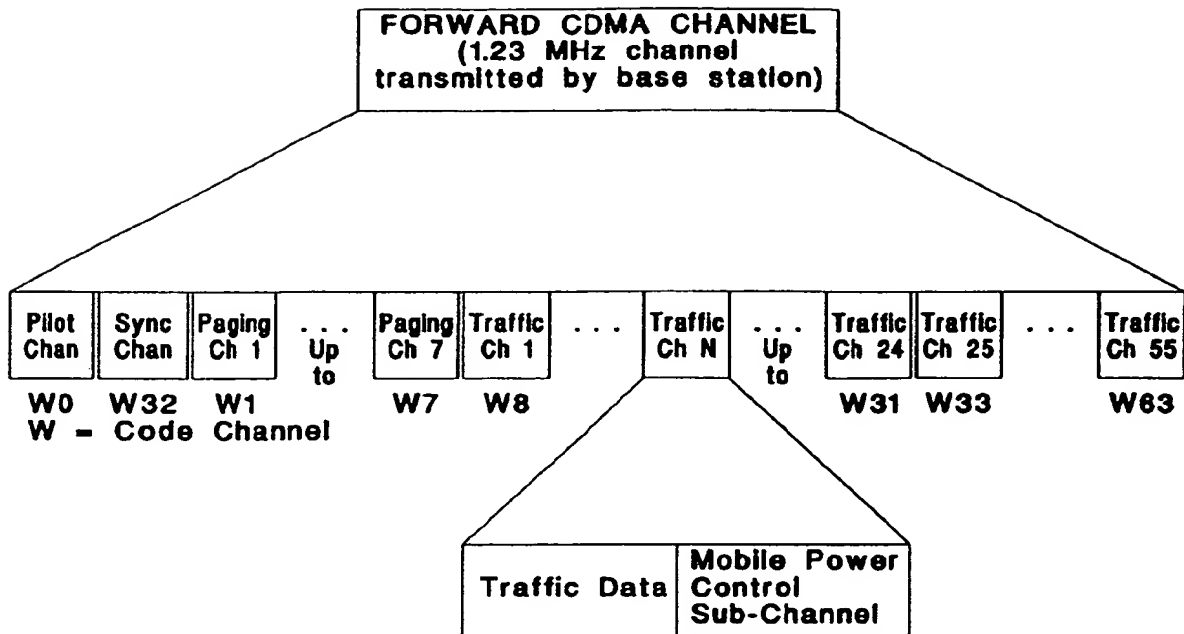 FORWARD CDMA CHANNEL
(1.23 MHz channel
transmitted by base station)
Pilot
Chan
Sync
Chan
Paging
Ch 1
. . .
Up
to
Paging
Ch 7
Traffic
Ch 1
. . .
Traffic
Ch N
. . .
Up
to
Traffic
Ch 24
Traffic
Ch 25
. . .
Traffic
Ch 55
W0 W32 W1 W7 W8 W31 W33 W63
W = Code Channel
Traffic Data
Mobile Power
Control
Sub-Channel